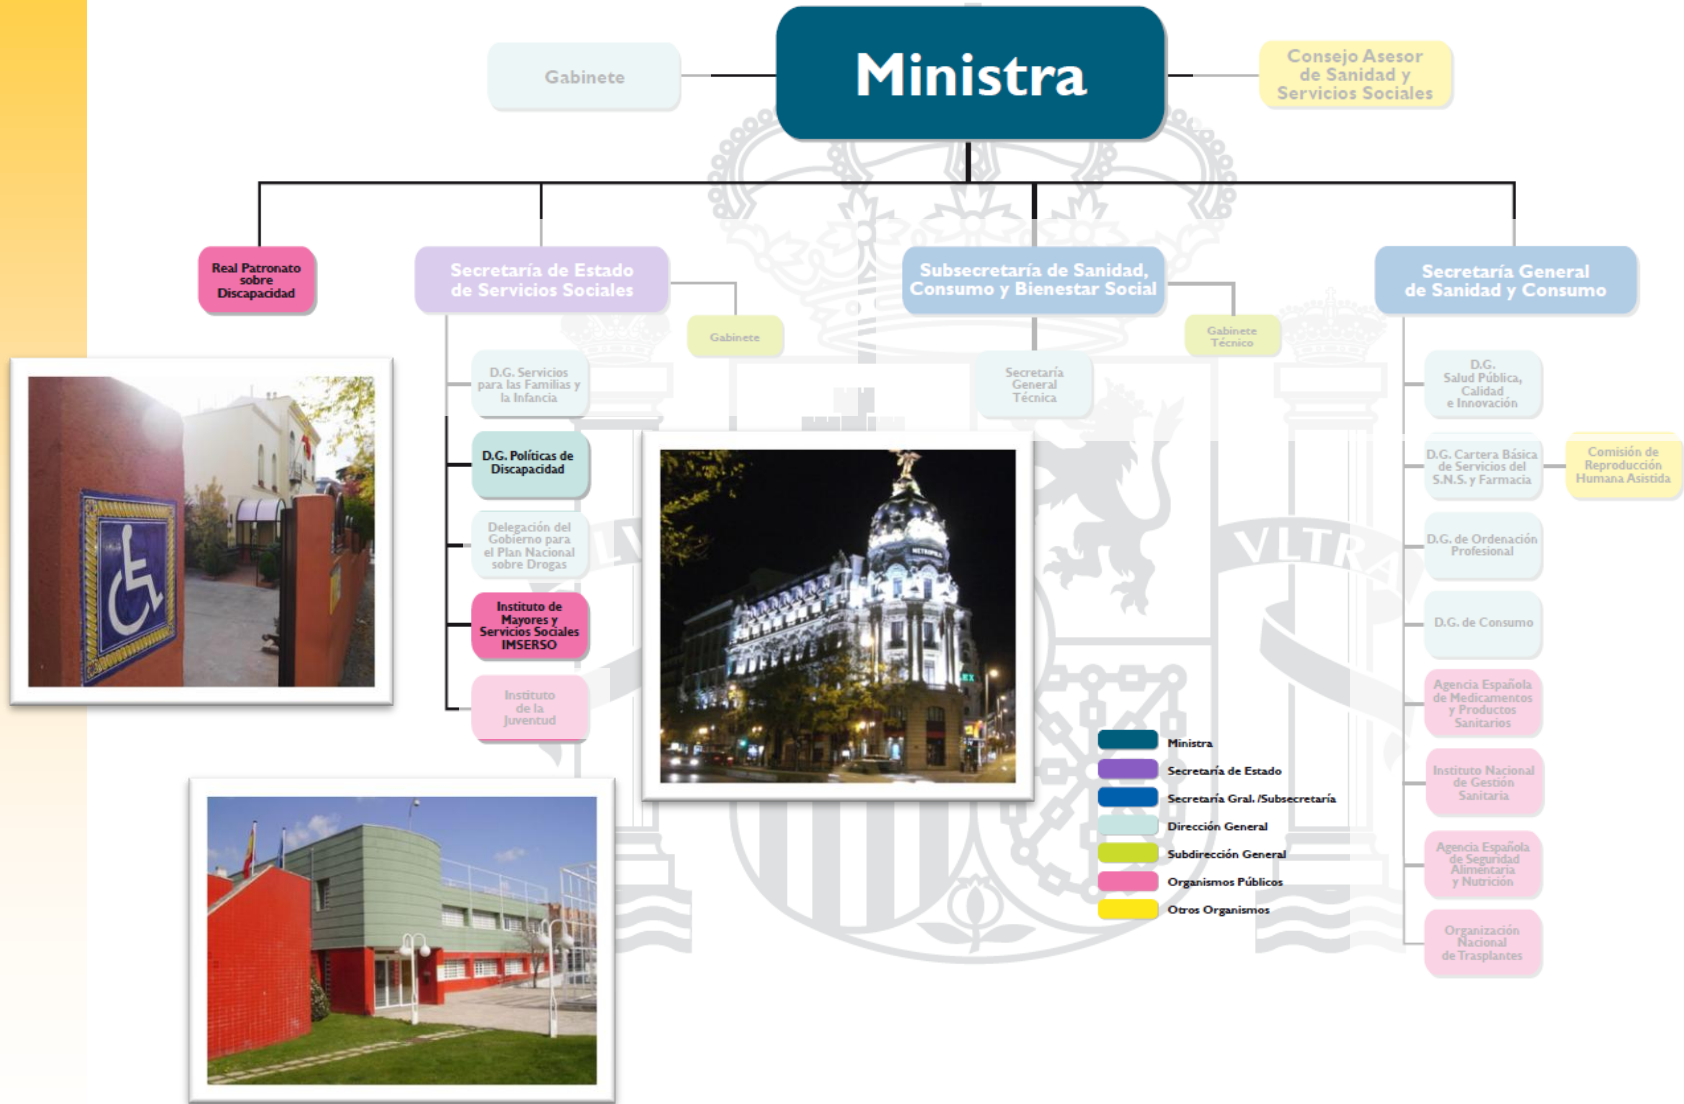 Gabinete
Ministra
Consejo Asesor
de Sanidad y
Servicios Sociales
Real Patronato
sobre
Discapacidad
Secretaría de Estado
de Servicios Sociales
Gabinete
D.G. Servicios
para las Familias y
la Infancia
D.G. Políticas de
Discapacidad
Delegación del
Gobierno para
el Plan Nacional
sobre Drogas
Instituto de
Mayores y
Servicios Sociales
IMSERSO
Instituto
de la
Juventud
Subsecretaría de Sanidad,
Consumo y Bienestar Social
Gabinete
Técnico
Secretaría
General
Técnica
Secretaría General
de Sanidad y Consumo
D.G.
Salud Pública,
Calidad
e Innovación
D.G. Cartera Básica
de Servicios del
S.N.S. y Farmacia
Comisión de
Reproducción
Humana Asistida
D.G. de Ordenación
Profesional
D.G. de Consumo
Agencia Española
de Medicamentos
y Productos
Sanitarios
Instituto Nacional
de Gestión
Sanitaria
Agencia Española
de Seguridad
Alimentaria
y Nutrición
Organización
Nacional
de Trasplantes
METROPOLIS
VLTRA
Ministra
Secretaría de Estado
Secretaría Gral. /Subsecretaría
Dirección General
Subdirección General
Organismos Públicos
Otros Organismos